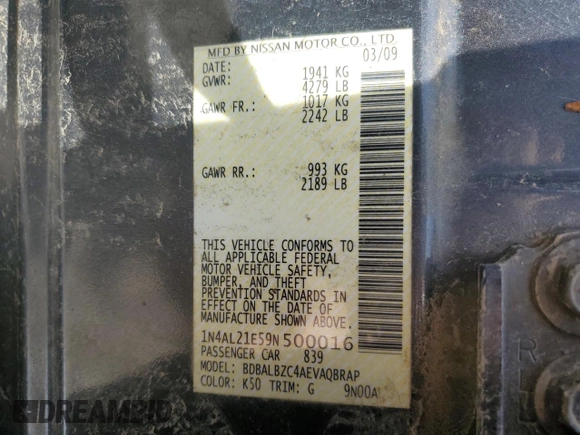 MFD BY NISSAN MOTOR CO., LTD.
DATE: 03/09
GVWR: 1941 KG
4279 LB
GAWR FR.: 1017 KG
2242 LB
GAWR RR.: 993 KG
2189 LB
THIS VEHICLE CONFORMS TO
ALL APPLICABLE FEDERAL
MOTOR VEHICLE SAFETY,
BUMPER, AND THEFT
PREVENTION STANDARDS IN
EFFECT ON THE DATE OF
MANUFACTURE SHOWN ABOVE.
1N4AL21E59N500016
PASSENGER CAR 839
MODEL: BDBALBZC4AEVAQBRAP
COLOR: K50 TRIM: G 9N00A
DREAMBID